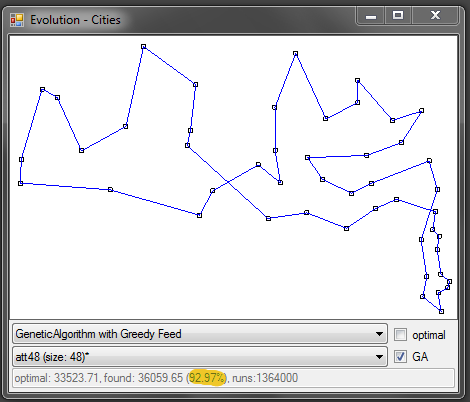 Evolution - Cities
GeneticAlgorithm with Greedy Feed
optimal
att48 (size: 48)*
GA
optimal: 33523.71, found: 36059.65 (92.97%), runs:1364000